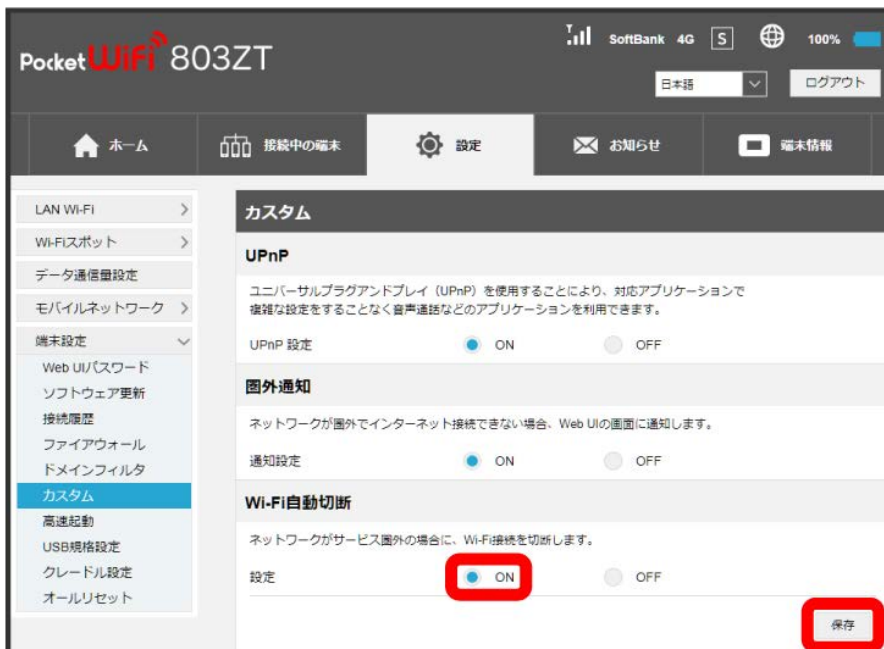 Pocket WiFi 803ZT
SoftBank 4G S 100%
日本語 ログアウト
ホーム 接続中の端末 設定 お知らせ 端末情報
LAN Wi-Fi
Wi-Fiスポット
データ通信量設定
モバイルネットワーク
端末設定
Web UIパスワード
ソフトウェア更新
接続履歴
ファイアウォール
ドメインフィルタ
カスタム
高速起動
USB規格設定
クレードル設定
オールリセット
カスタム
UPnP
ユニバーサルプラグアンドプレイ（UPnP）を使用することにより、対応アプリケーションで
複雑な設定をすることなく音声通話などのアプリケーションを利用できます。
UPnP 設定 ON OFF
圏外通知
ネットワークが圏外でインターネット接続できない場合、Web UIの画面に通知します。
通知設定 ON OFF
Wi-Fi自動切断
ネットワークがサービス圏外の場合に、Wi-Fi接続を切断します。
設定 ON OFF
保存